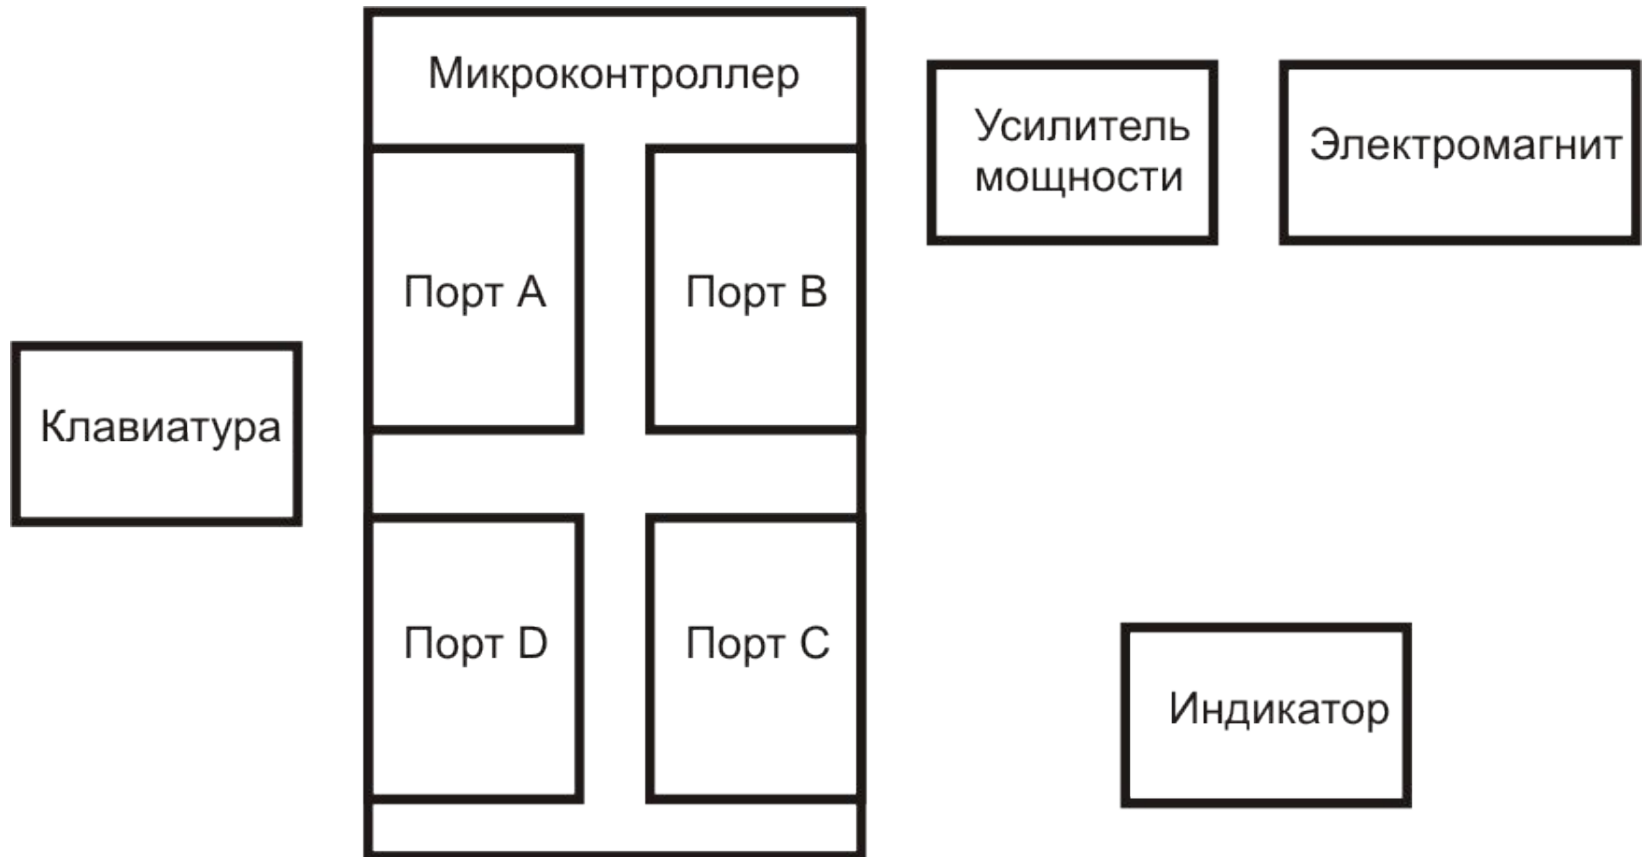 Микроконтроллер
Усилитель
мощности
Электромагнит
Порт A
Порт B
Клавиатура
Порт D
Порт C
Индикатор